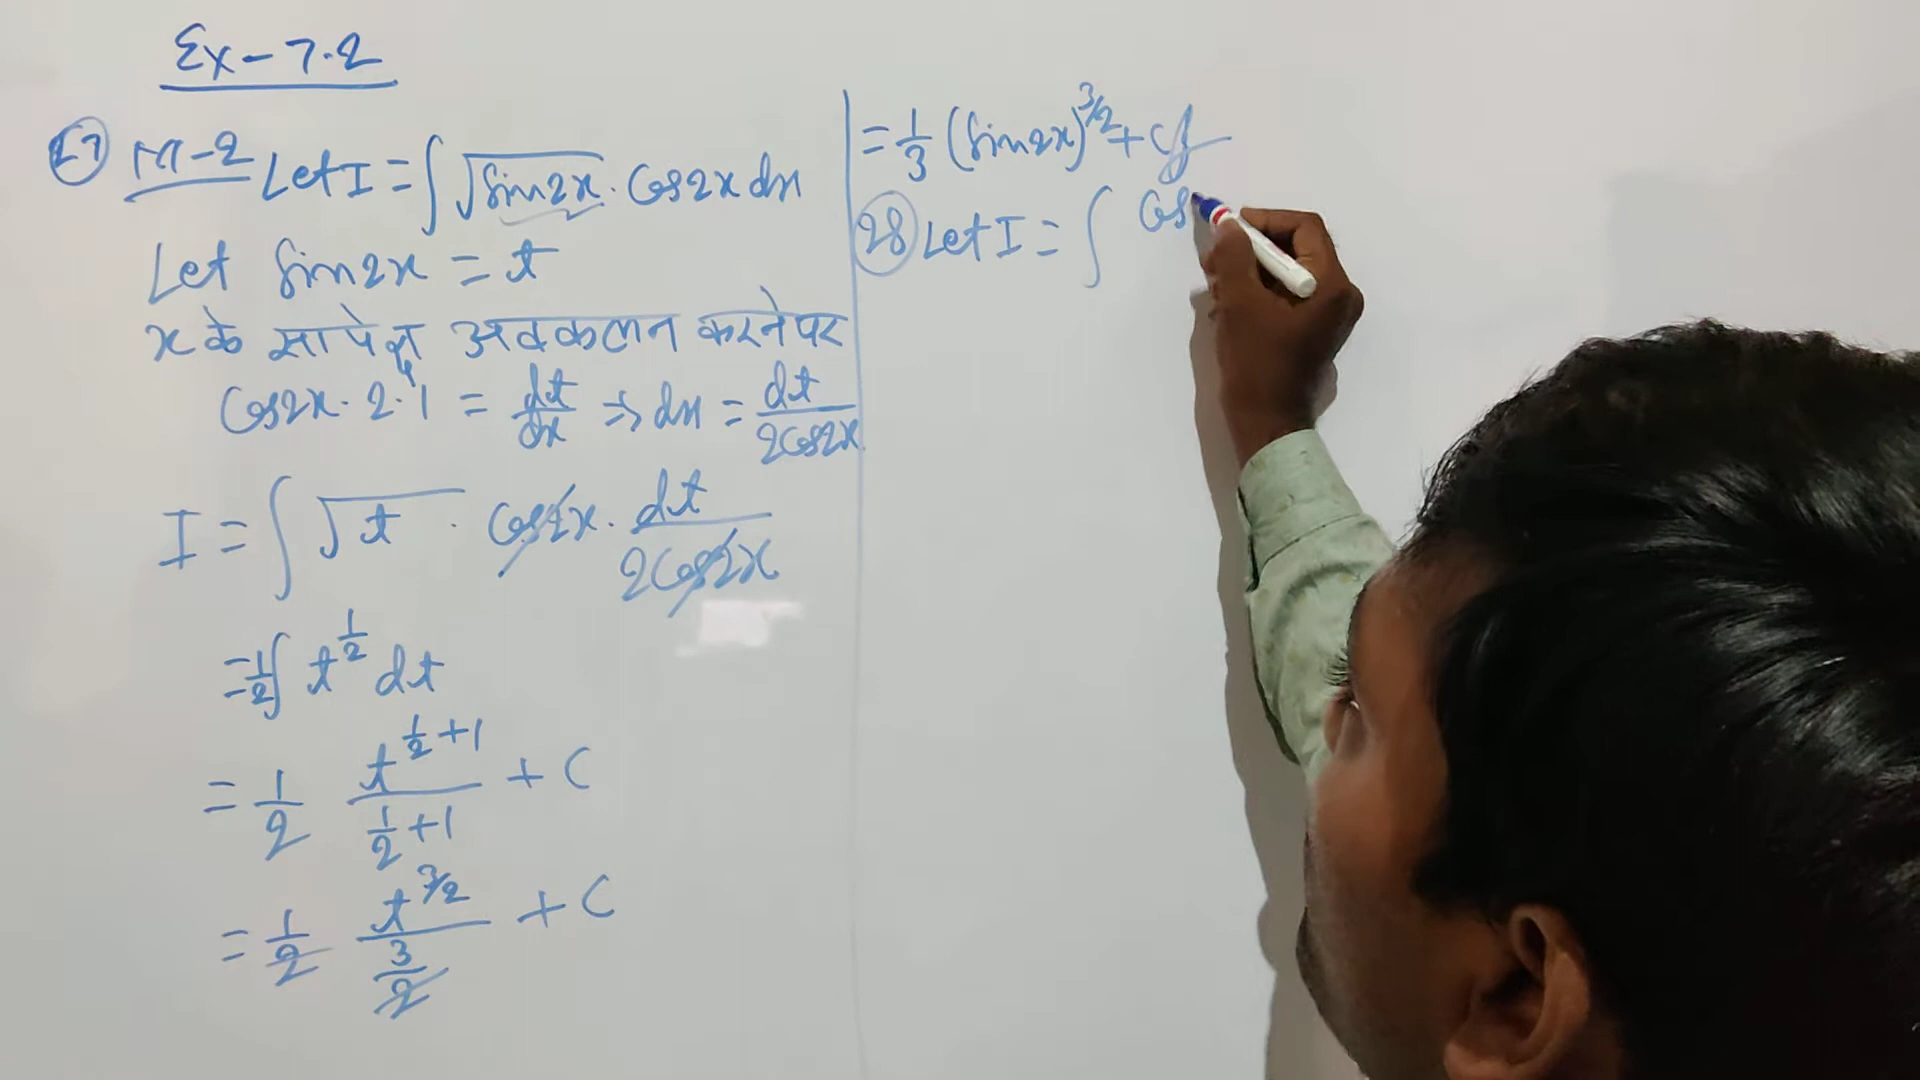 Ex-7.2
27 M-2 Let I = ∫ √sin2x · Cos2x dx
Let sin2x = t
x के सापेक्ष अवकलन करने पर
Cos2x · 2 · 1 = dt/dx ⇒ dx = dt/2Cos2x
I = ∫ √t · Cos2x · dt/2Cos2x
= 1/2 ∫ t^1/2 dt
= 1/2 t^(1/2+1)/(1/2+1) + C
= 1/2 t^3/2/(3/2) + C
= 1/3 (sin2x)^3/2 + C
28 Let I = ∫ Cos